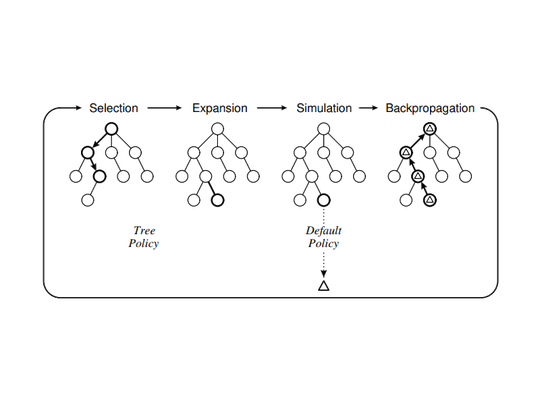 Selection
Expansion
Simulation
Backpropagation
Tree
Policy
Default
Policy